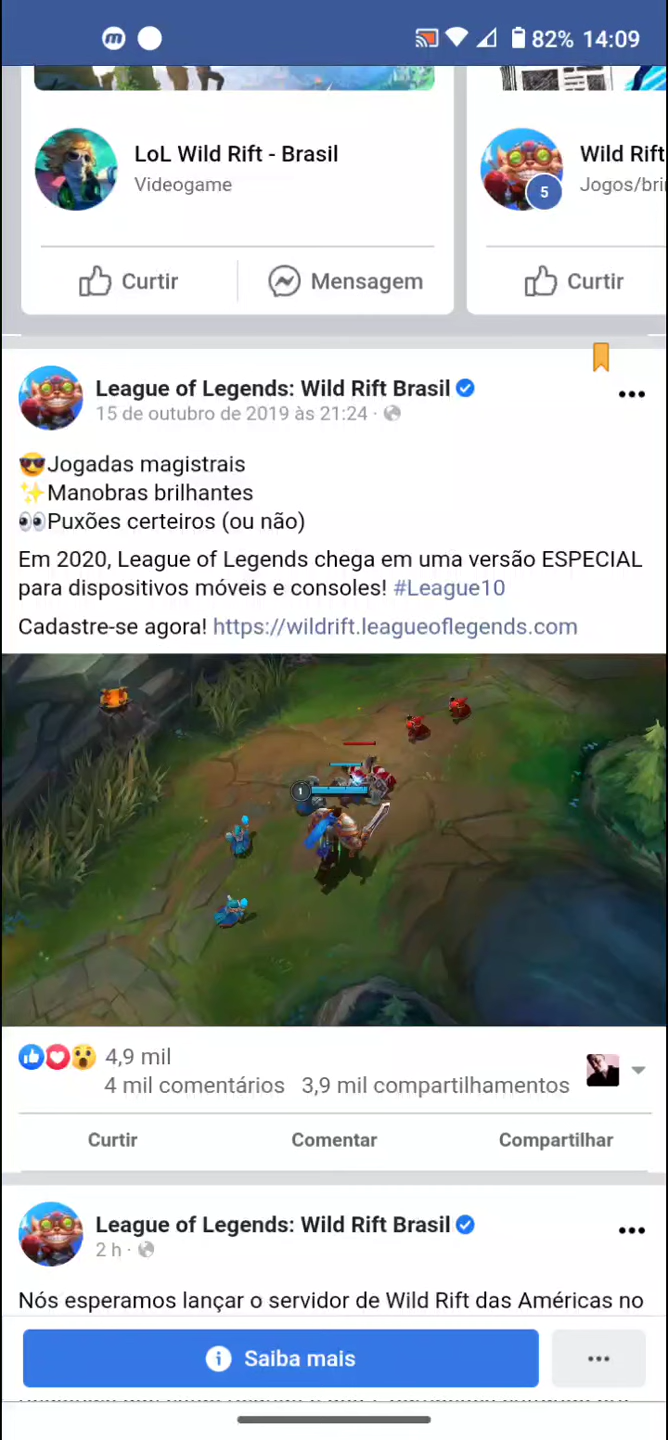 82% 14:09
LoL Wild Rift - Brasil
Videogame
Curtir
Mensagem
Wild Rift
Jogos/bri
5
Curtir
League of Legends: Wild Rift Brasil
15 de outubro de 2019 às 21:24 ·
😎Jogadas magistrais
✨Manobras brilhantes
👀Puxões certeiros (ou não)
Em 2020, League of Legends chega em uma versão ESPECIAL
para dispositivos móveis e consoles! #League10
Cadastre-se agora! https://wildrift.leagueoflegends.com
1
4,9 mil
4 mil comentários 3,9 mil compartilhamentos
Curtir Comentar Compartilhar
League of Legends: Wild Rift Brasil
2 h ·
Nós esperamos lançar o servidor de Wild Rift das Américas no
Saiba mais